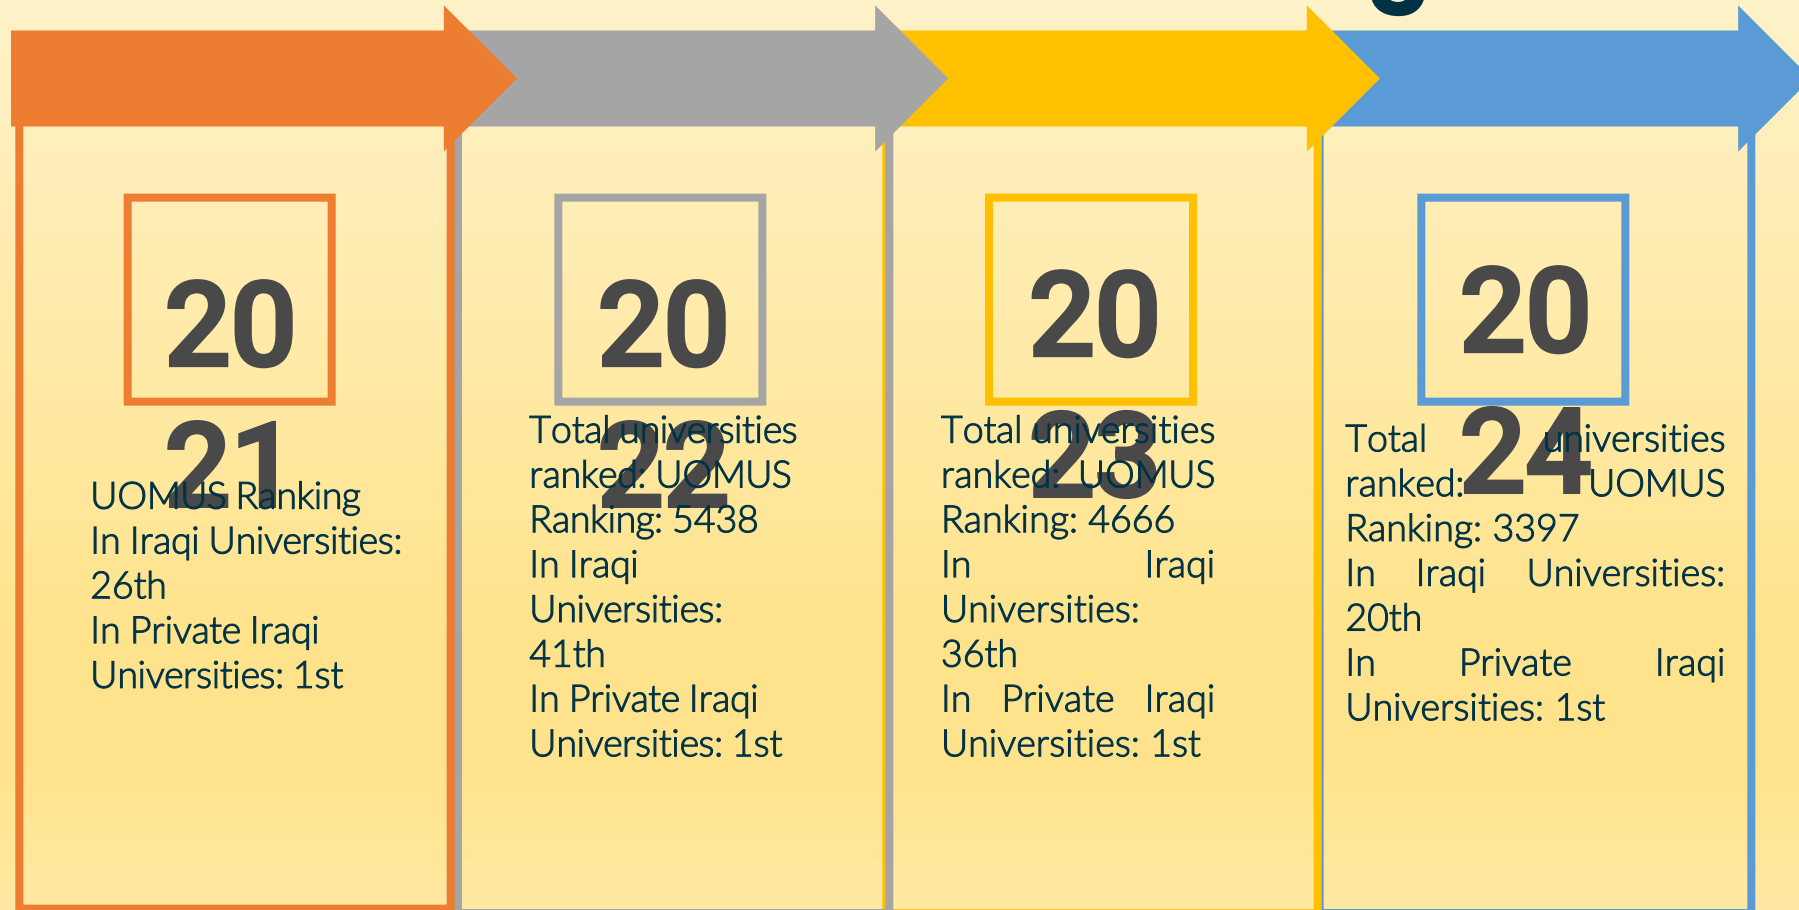 20
21
UOMUS Ranking
In Iraqi Universities:
26th
In Private Iraqi
Universities: 1st
20
22
Total universities
ranked: UOMUS
Ranking: 5438
In Iraqi
Universities:
41th
In Private Iraqi
Universities: 1st
20
23
Total universities
ranked: UOMUS
Ranking: 4666
In Iraqi
Universities:
36th
In Private Iraqi
Universities: 1st
20
24
Total universities
ranked: UOMUS
Ranking: 3397
In Iraqi Universities:
20th
In Private Iraqi
Universities: 1st